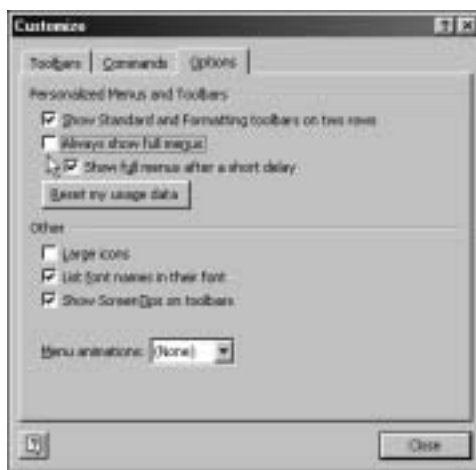 Customize
Toolbars Commands Options
Personalized Menus and Toolbars
Show Standard and Formatting toolbars on two rows
Always show full menus
Show full menus after a short delay
Reset my usage data
Other
Large icons
List font names in their font
Show ScreenTips on toolbars
Menu animations: (None)
Close